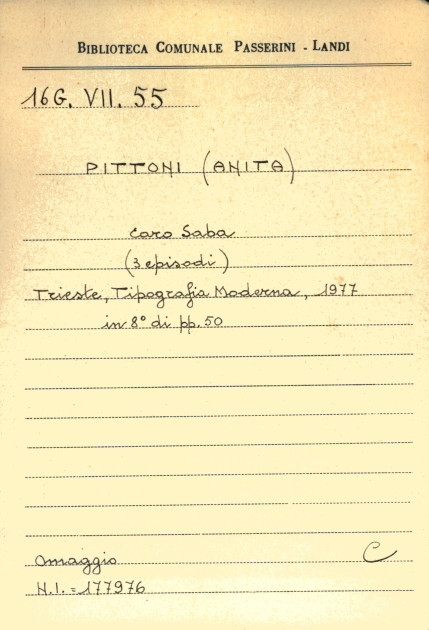 BIBLIOTECA COMUNALE PASSERINI - LANDI
16G. VII. 55
PITTONI (ANITA)
Caro Saba
(3 episodi)
Trieste, Tipografia Moderna, 1977
in 8° di pp. 50
Omaggio C
N.I. = 177976